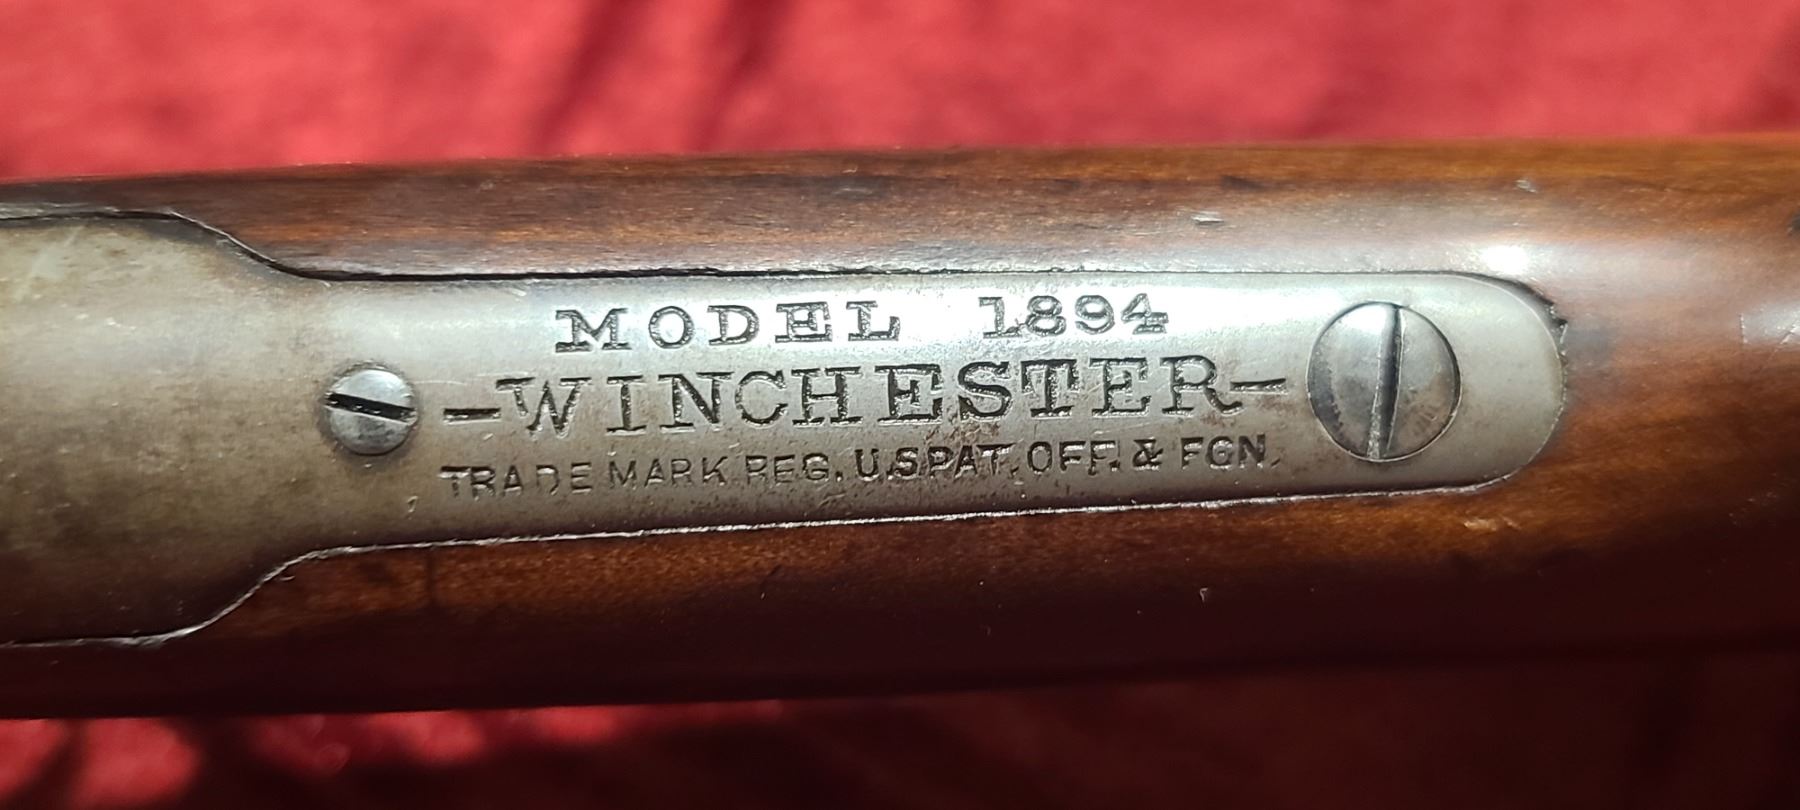 MODEL 1894
-WINCHESTER-
TRADE MARK REG. U.S.PAT. OFF. & FGN.